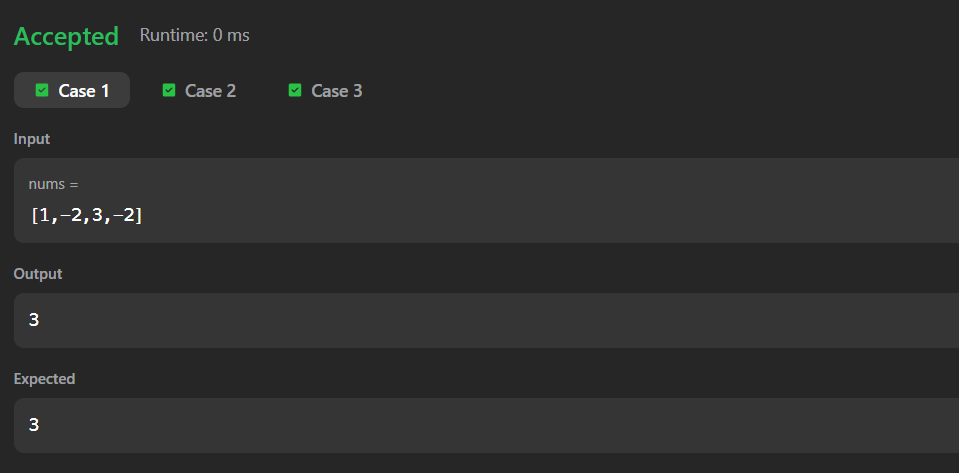 Accepted Runtime: 0 ms
Case 1 Case 2 Case 3
Input
nums =
[1,-2,3,-2]
Output
3
Expected
3